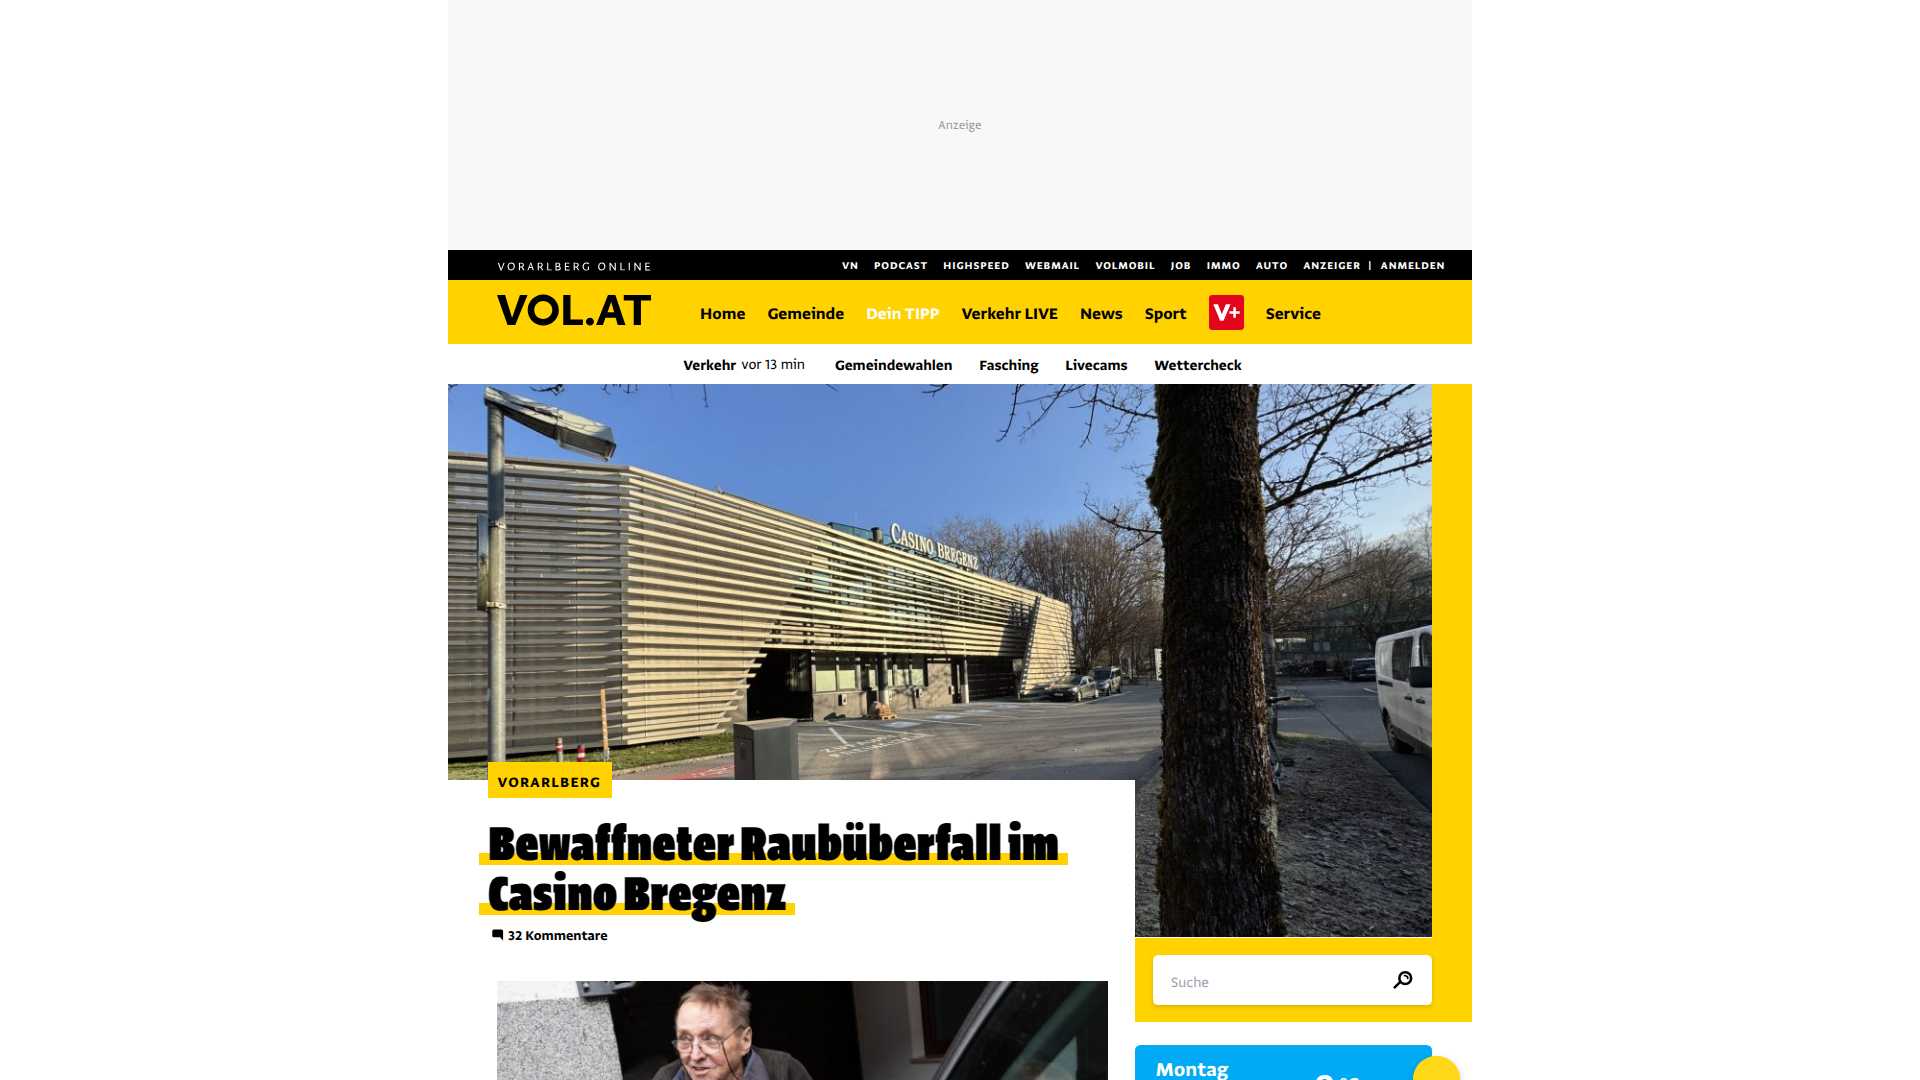 Anzeige
VORARLBERG ONLINE
VN PODCAST HIGHSPEED WEBMAIL VOLMOBIL JOB IMMO AUTO ANZEIGER | ANMELDEN
VOL.AT
Home Gemeinde Dein TIPP Verkehr LIVE News Sport V+ Service
Verkehr vor 13 min Gemeindewahlen Fasching Livecams Wettercheck
CASINO BREGENZ
VORARLBERG
Bewaffneter Raubüberfall im
Casino Bregenz
32 Kommentare
Suche
Montag